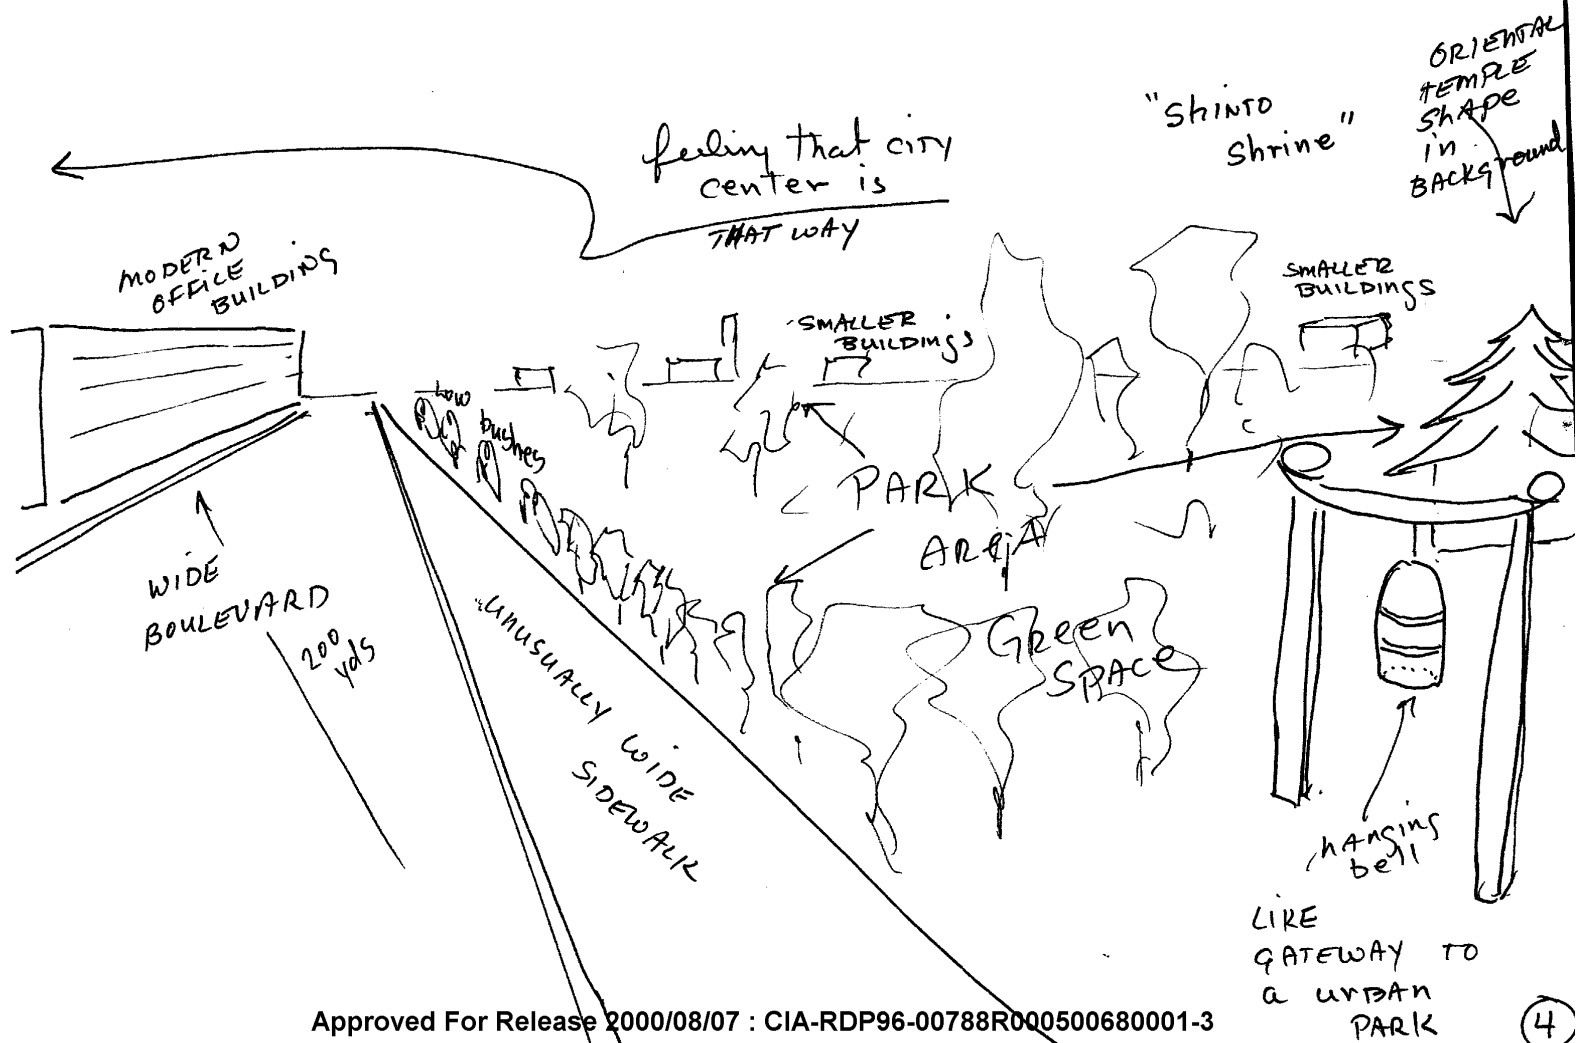 ORIENTAL
TEMPLE
ShAPE
in
BACKground
"ShINTO
Shrine"
feeling that CITY
center is
THAT WAY
MODERN
OFFICE
BUILDINg
SMALLER
BUILDINgS
SMALLER
BUILDINgS
Low
bushes
PARK
AREA
WIDE
BOULEVARD
200
yds
"UNUSUALLY WIDE
SIDEWALK
Green
SPACE
hANging
bell
LIKE
GATEWAY TO
a urBAn
PARK
Approved For Release 2000/08/07 : CIA-RDP96-00788R000500680001-3
4